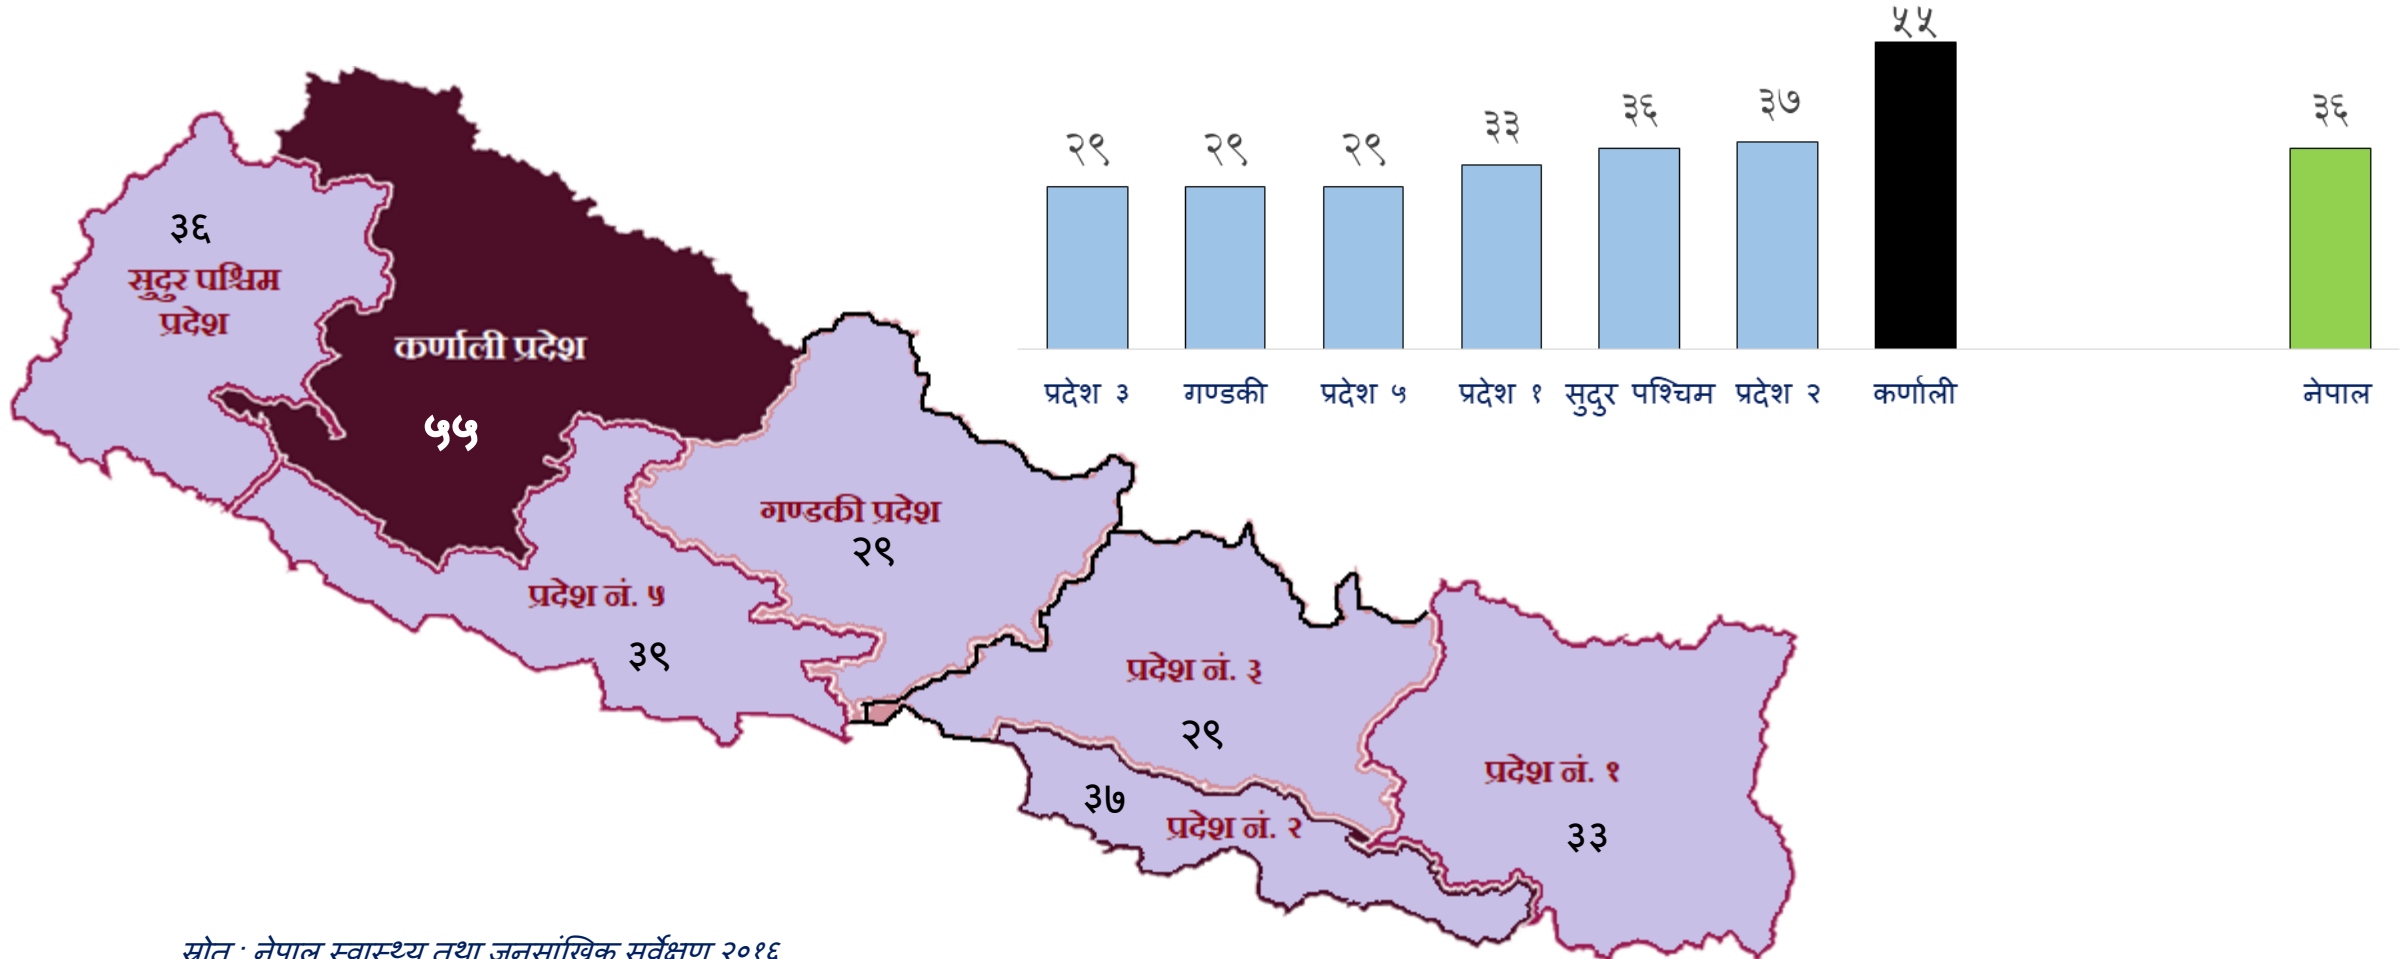 ५५
३७
३६
३६
३३
२९
२९
२९
प्रदेश ३
गण्डकी
प्रदेश ५
प्रदेश १
सुदुर पश्चिम
प्रदेश २
कर्णाली
नेपाल
३६
सुदुर पश्चिम
प्रदेश
कर्णाली प्रदेश
५५
गण्डकी प्रदेश
२९
प्रदेश नं. ५
३९
प्रदेश नं. ३
२९
३७
प्रदेश नं. २
प्रदेश नं. १
३३
स्रोत : नेपाल स्वास्थ्य तथा जनसांखिक सर्वेक्षण २०१६